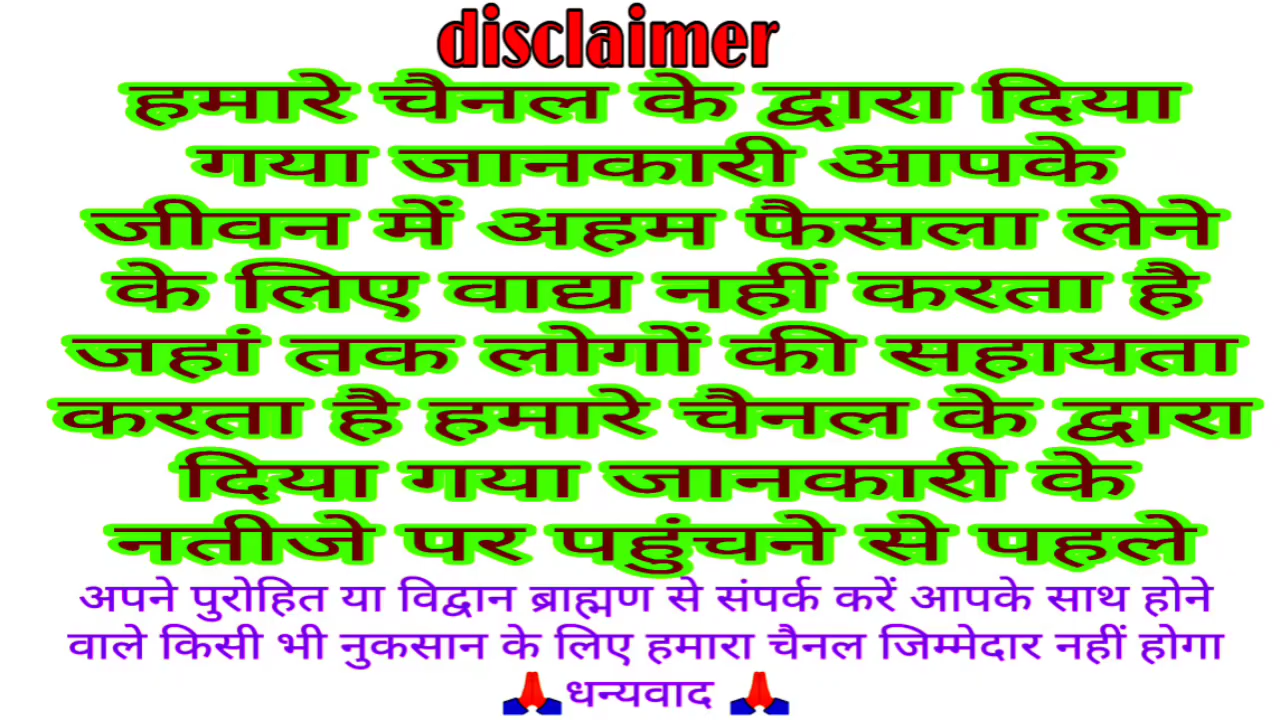 disclaimer
हमारे चैनल के द्वारा दिया
गया जानकारी आपके
जीवन में अहम फैसला लेने
के लिए वाद्य नहीं करता है
जहां तक लोगों की सहायता
करता है हमारे चैनल के द्वारा
दिया गया जानकारी के
नतीजे पर पहुंचने से पहले
अपने पुरोहित या विद्वान ब्राह्मण से संपर्क करें आपके साथ होने
वाले किसी भी नुकसान के लिए हमारा चैनल जिम्मेदार नहीं होगा
🙏धन्यवाद 🙏